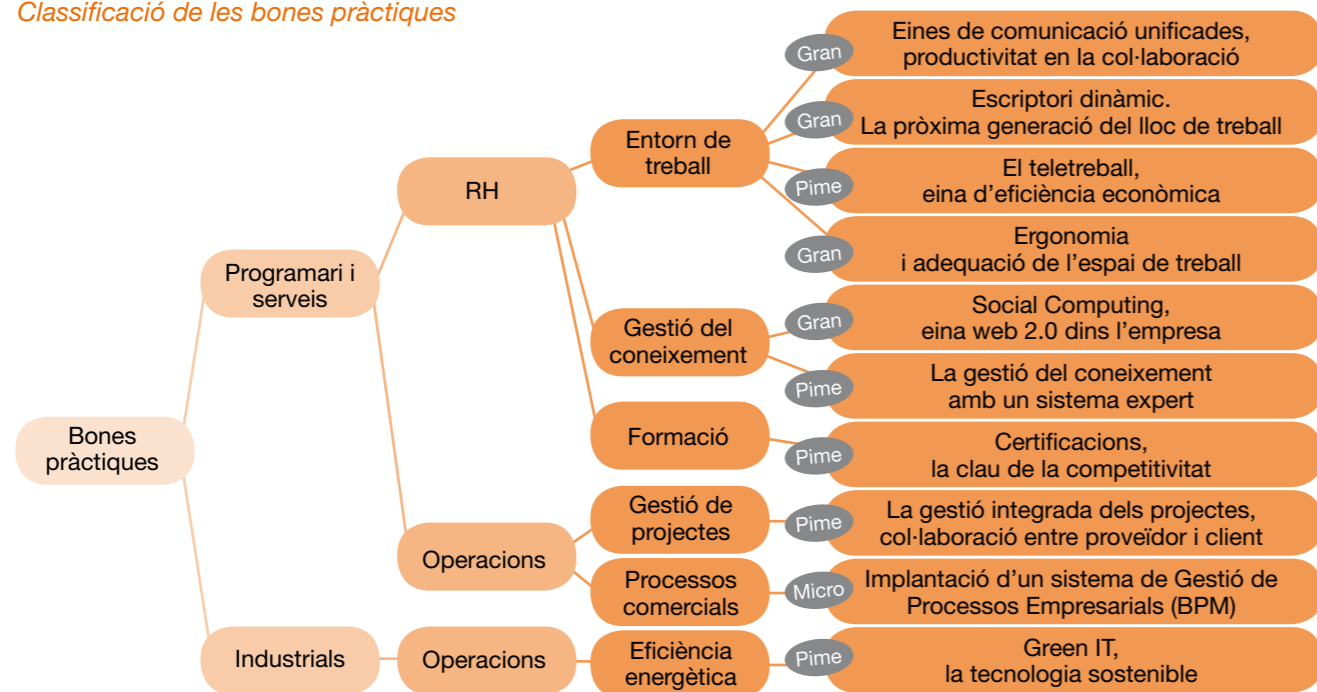 Classificació de les bones pràctiques
Bones
pràctiques
Programari i
serveis
Industrials
RH
Operacions
Operacions
Entorn de
treball
Gestió del
coneixement
Formació
Gestió de
projectes
Processos
comercials
Eficiència
energètica
Gran
Eines de comunicació unificades,
productivitat en la col·laboració
Gran
Escriptori dinàmic.
La pròxima generació del lloc de treball
Pime
El teletreball,
eina d’eficiència econòmica
Gran
Ergonomia
i adequació de l’espai de treball
Gran
Social Computing,
eina web 2.0 dins l’empresa
Pime
La gestió del coneixement
amb un sistema expert
Pime
Certificacions,
la clau de la competitivitat
Pime
La gestió integrada dels projectes,
col·laboració entre proveïdor i client
Micro
Implantació d’un sistema de Gestió de
Processos Empresarials (BPM)
Pime
Green IT,
la tecnologia sostenible